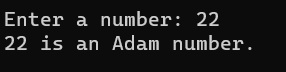 Enter a number: 22
22 is an Adam number.